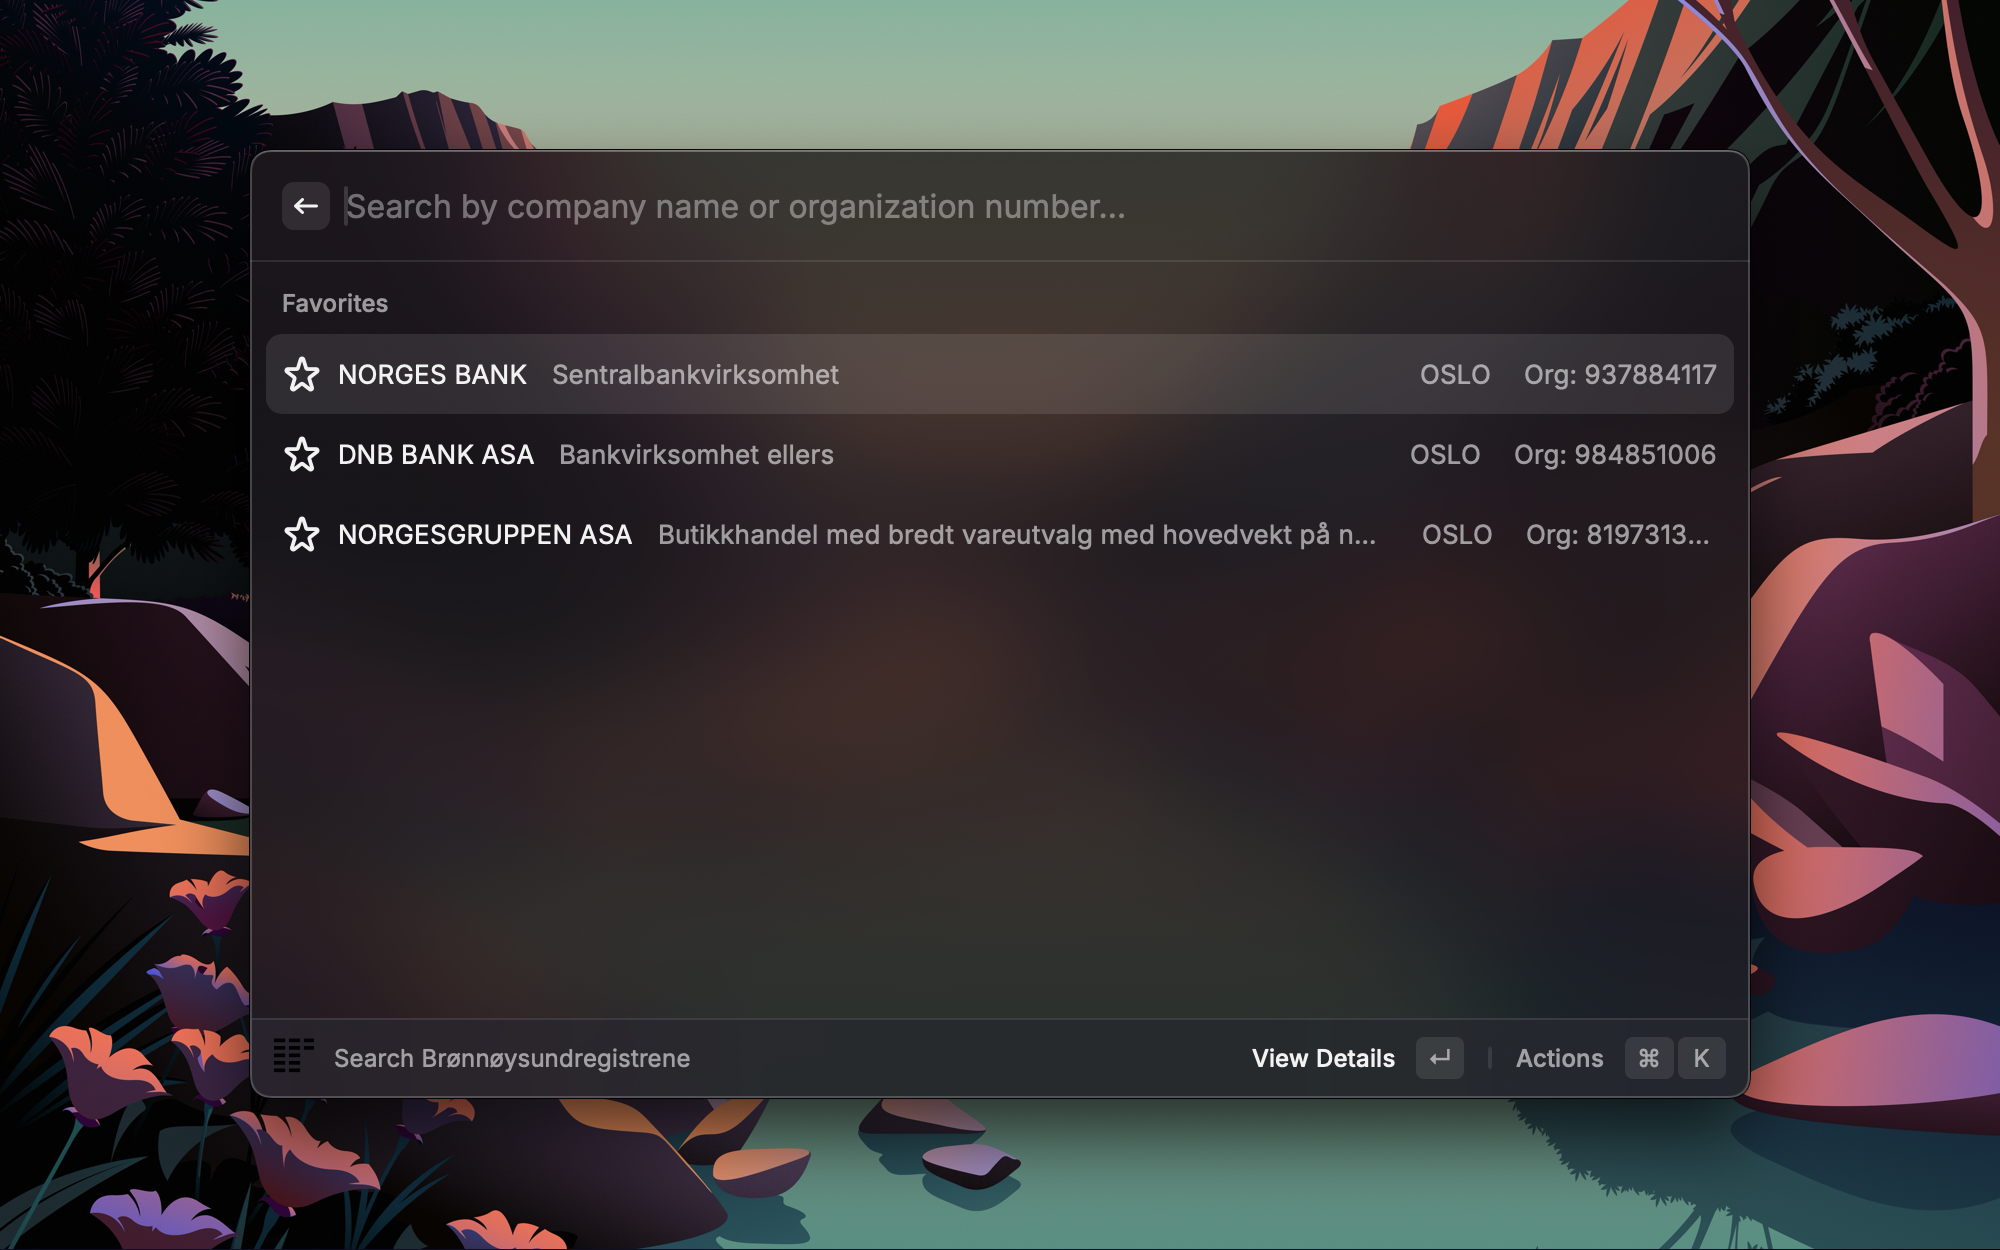 Search by company name or organization number...
Favorites
NORGES BANK Sentralbankvirksomhet OSLO Org: 937884117
DNB BANK ASA Bankvirksomhet ellers OSLO Org: 984851006
NORGESGRUPPEN ASA Butikkhandel med bredt vareutvalg med hovedvekt på n... OSLO Org: 8197313...
Search Brønnøysundregistrene View Details ↵ Actions ⌘ K